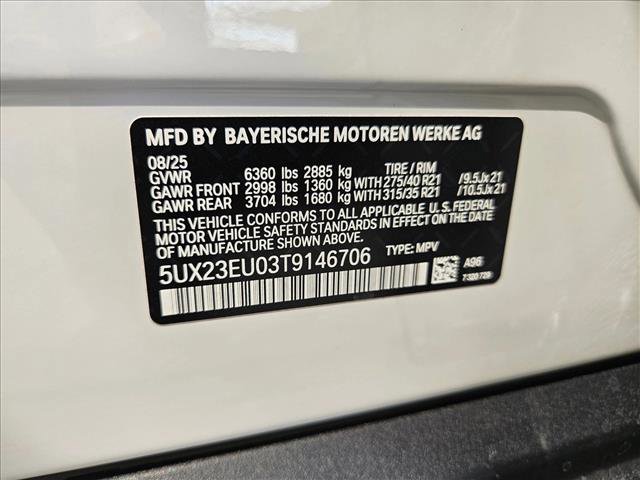 MFD BY BAYERISCHE MOTOREN WERKE AG
08/25
GVWR 6360 lbs 2885 kg TIRE / RIM
GAWR FRONT 2998 lbs 1360 kg WITH 275/40 R21 /9.5Jx21
GAWR REAR 3704 lbs 1680 kg WITH 315/35 R21 /10.5Jx21
THIS VEHICLE CONFORMS TO ALL APPLICABLE U. S. FEDERAL
MOTOR VEHICLE SAFETY STANDARDS IN EFFECT ON THE DATE
OF MANUFACTURE SHOWN ABOVE.
5UX23EU03T9146706 TYPE: MPV
A96
7 320 729